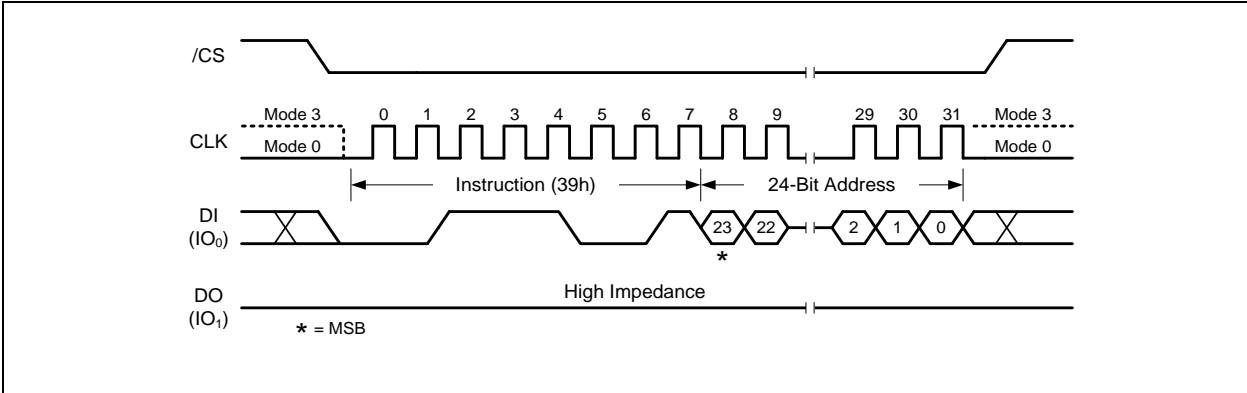 /CS
Mode 3 0 1 2 3 4 5 6 7 8 9 29 30 31 Mode 3
CLK
Mode 0 Mode 0
Instruction (39h) 24-Bit Address
DI
(IO₀)
23 22 2 1 0
*
DO
(IO₁)
High Impedance
* = MSB